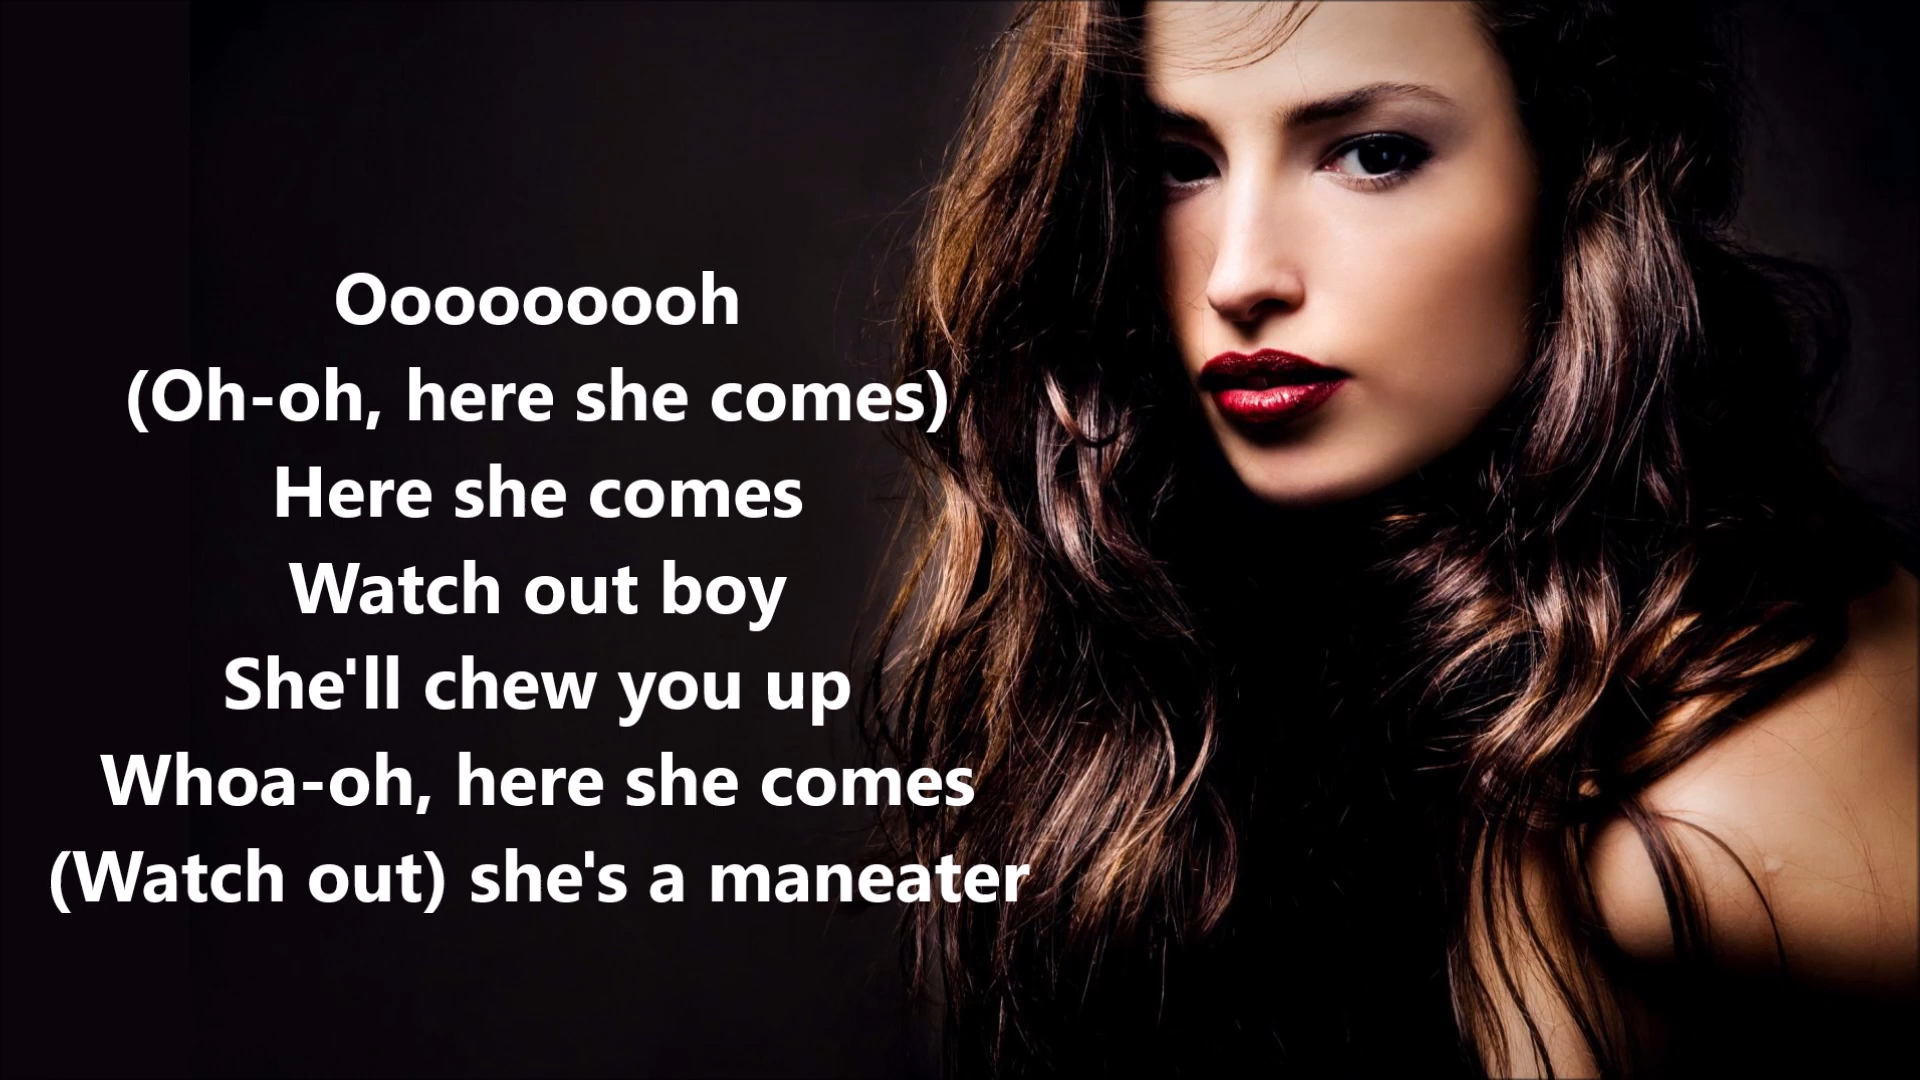 Ooooooooh
(Oh-oh, here she comes)
Here she comes
Watch out boy
She'll chew you up
Whoa-oh, here she comes
(Watch out) she's a maneater